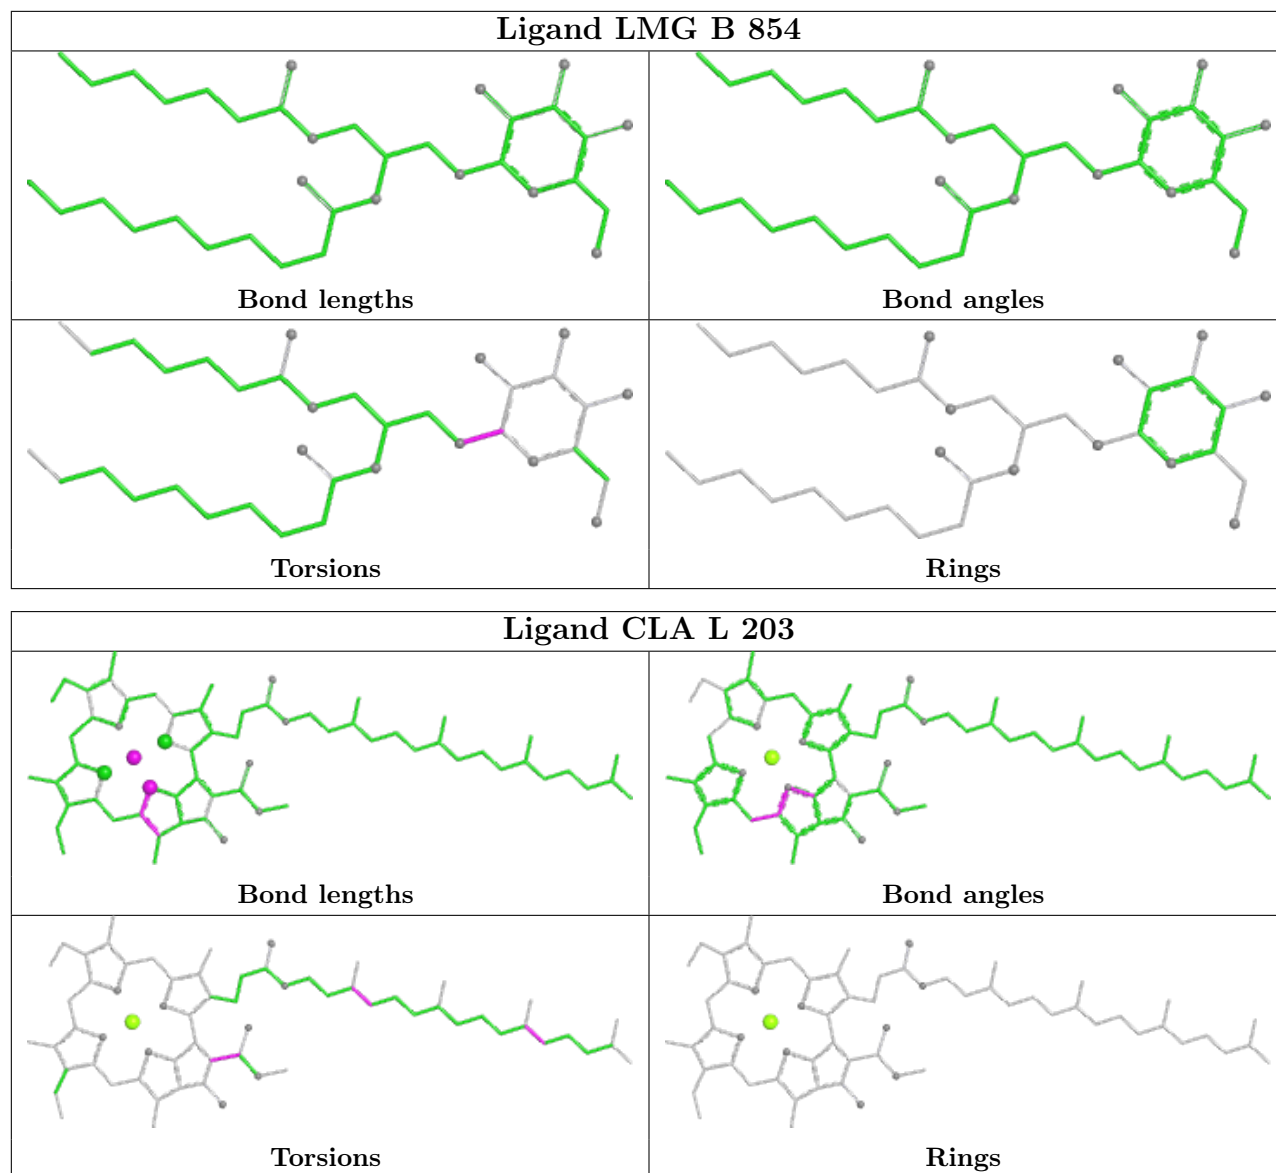 Ligand LMG B 854
Bond lengths
Bond angles
Torsions
Rings
Ligand CLA L 203
Bond lengths
Bond angles
Torsions
Rings